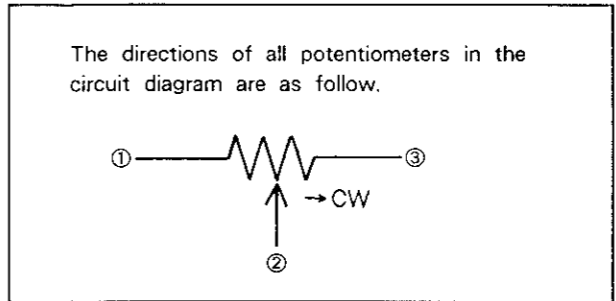 The directions of all potentiometers in the
circuit diagram are as follow.
① ③
→ CW
②